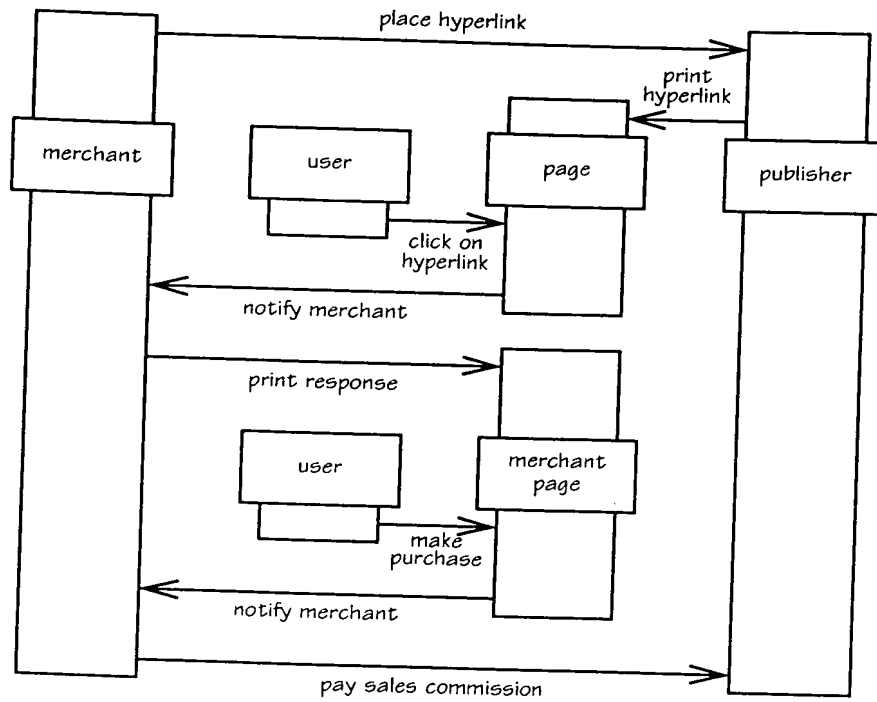 place hyperlink
print
hyperlink
merchant
user
page
publisher
click on
hyperlink
notify merchant
print response
user
merchant
page
make
purchase
notify merchant
pay sales commission